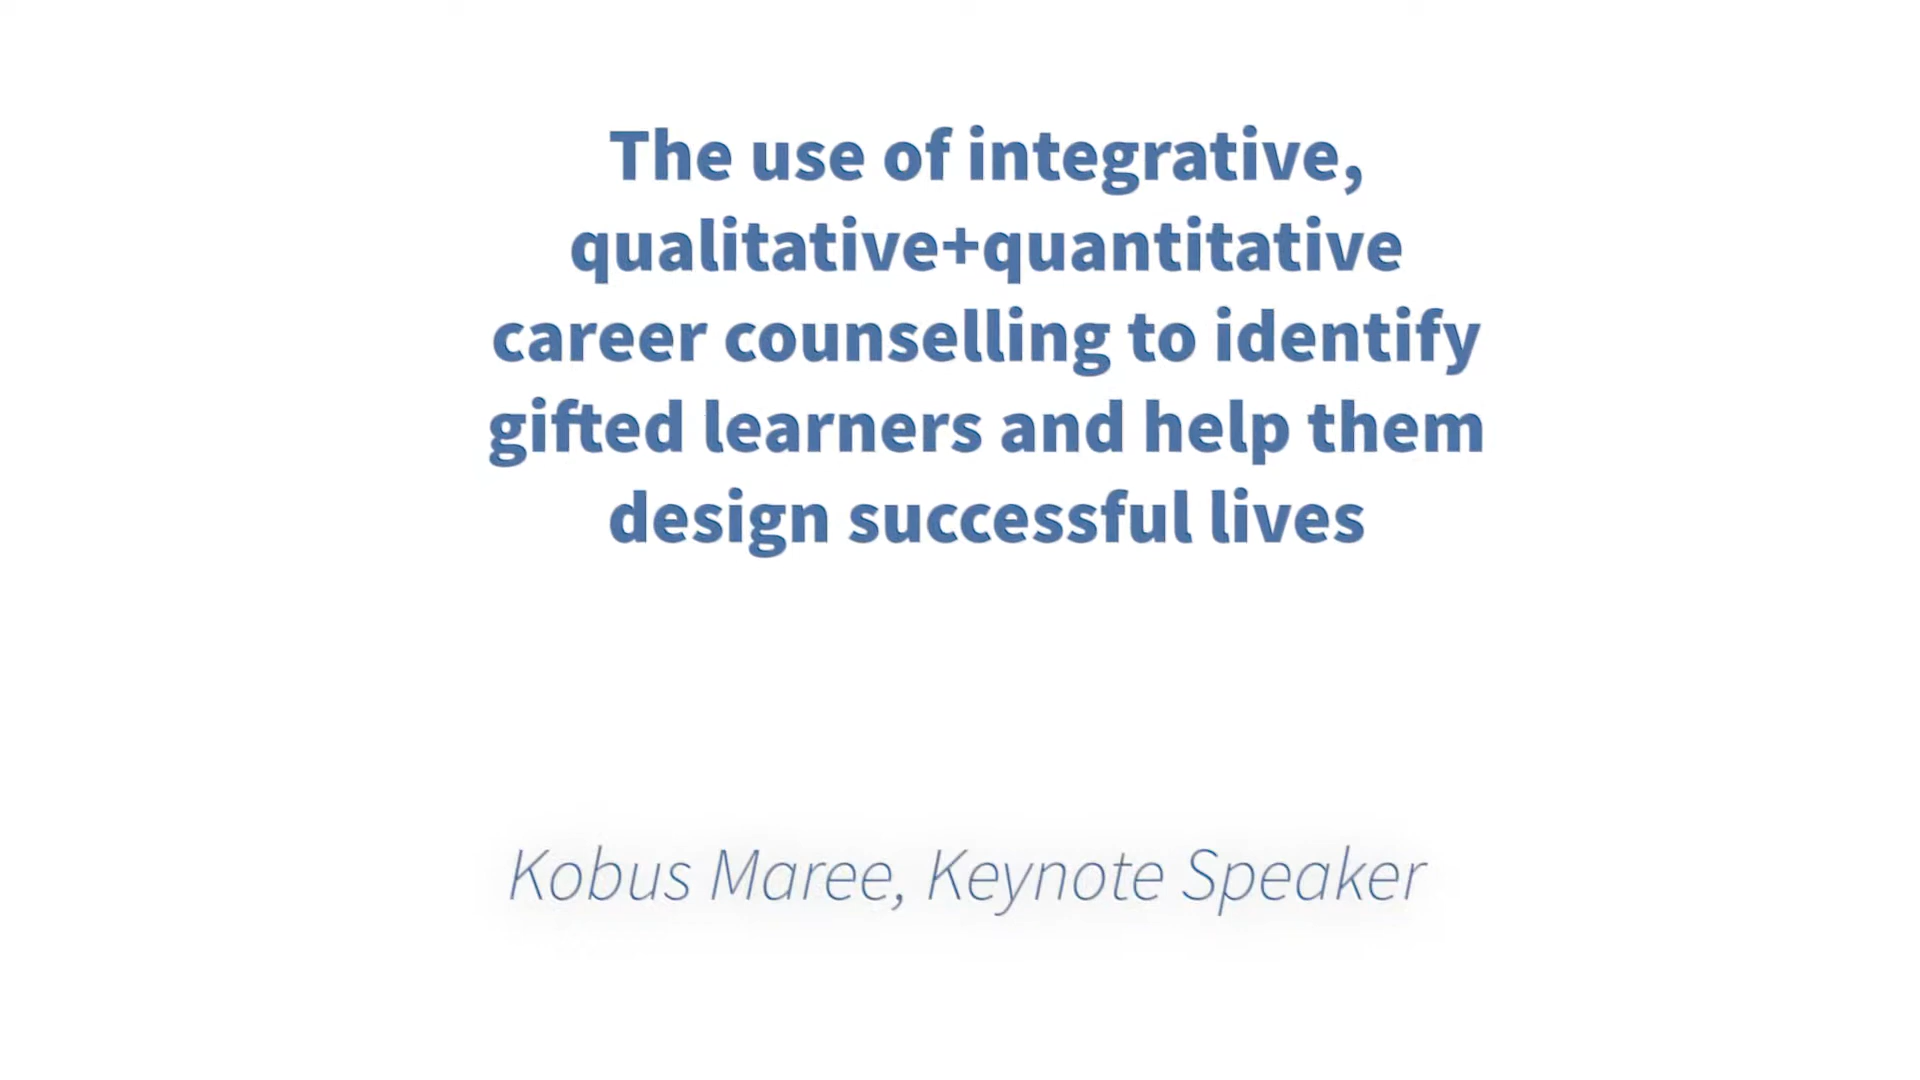 The use of integrative,
qualitative+quantitative
career counselling to identify
gifted learners and help them
design successful lives
Kobus Maree, Keynote Speaker